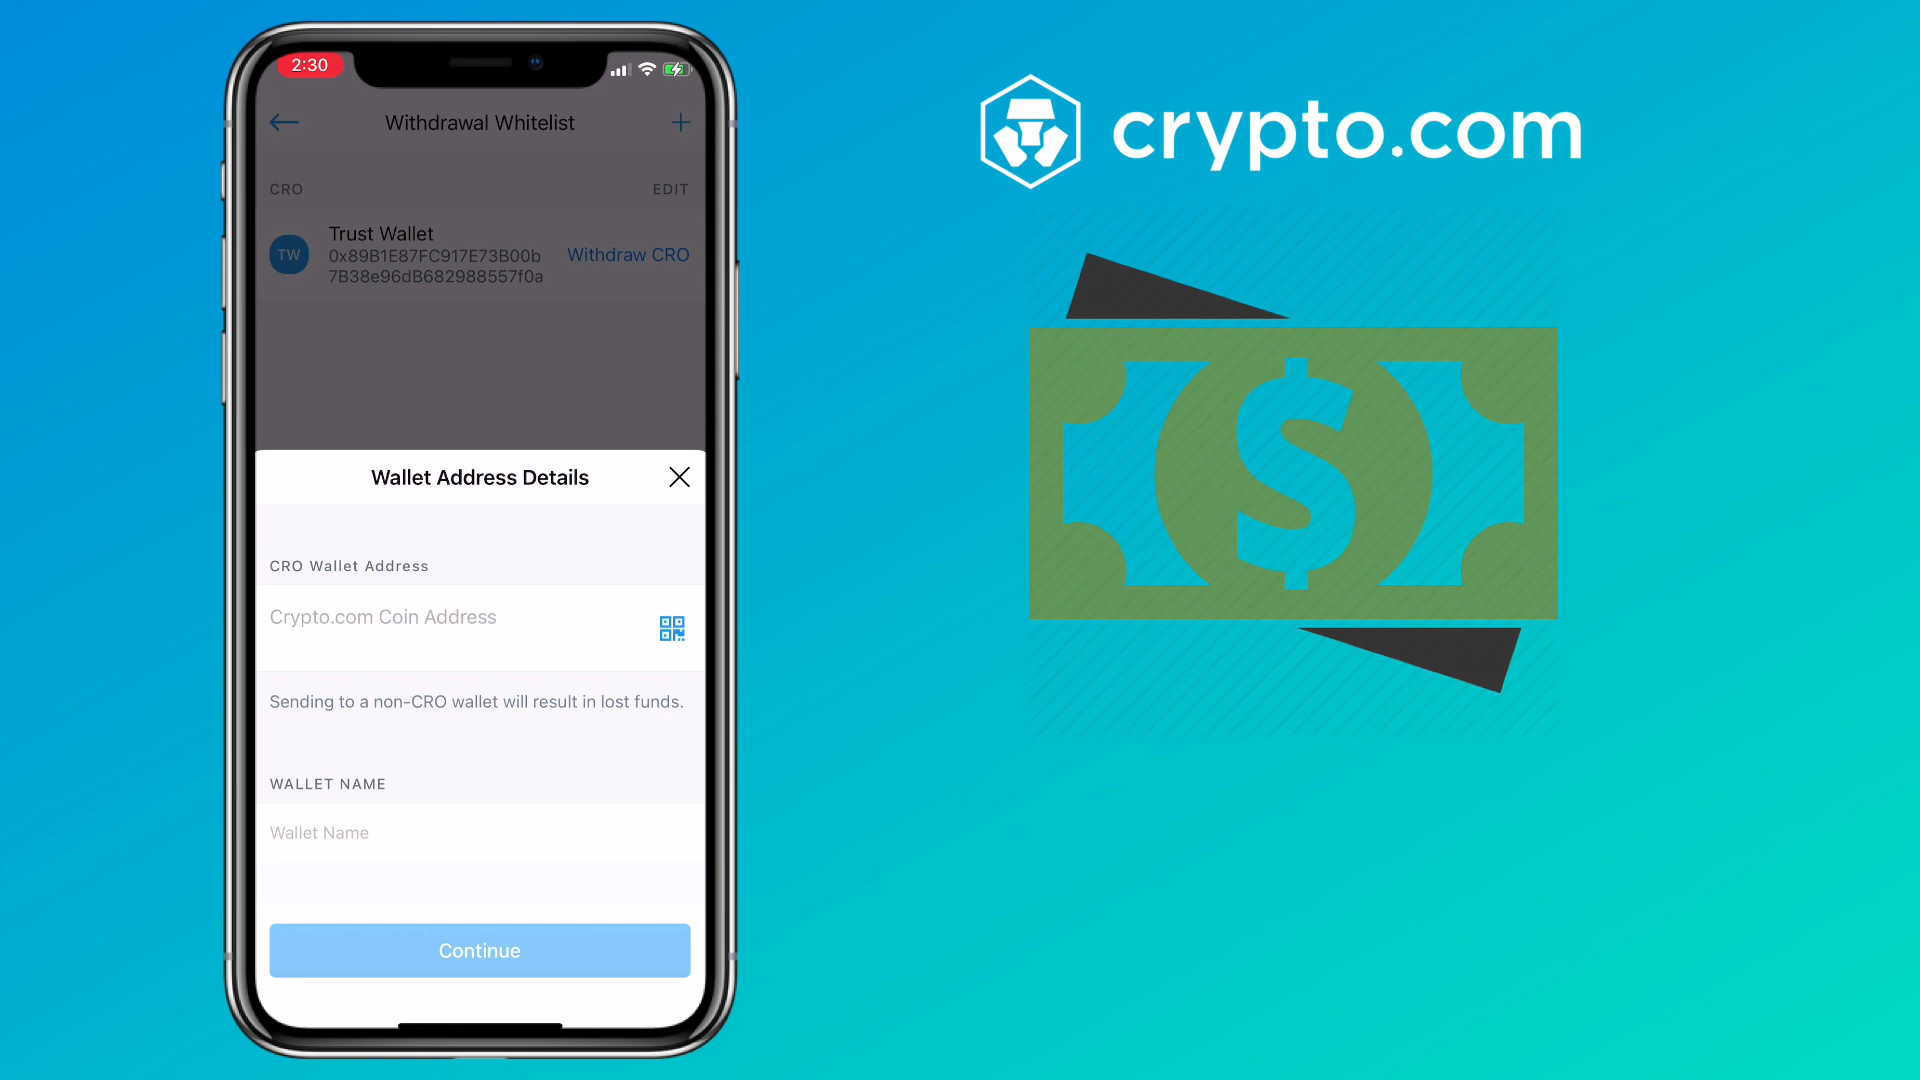 2:30
Withdrawal Whitelist
CRO EDIT
TW
Trust Wallet
0x89B1E87FC917E73B00b
7B38e96dB682988557f0a
Withdraw CRO
Wallet Address Details
CRO Wallet Address
Crypto.com Coin Address
Sending to a non-CRO wallet will result in lost funds.
WALLET NAME
Wallet Name
Continue
crypto.com
$